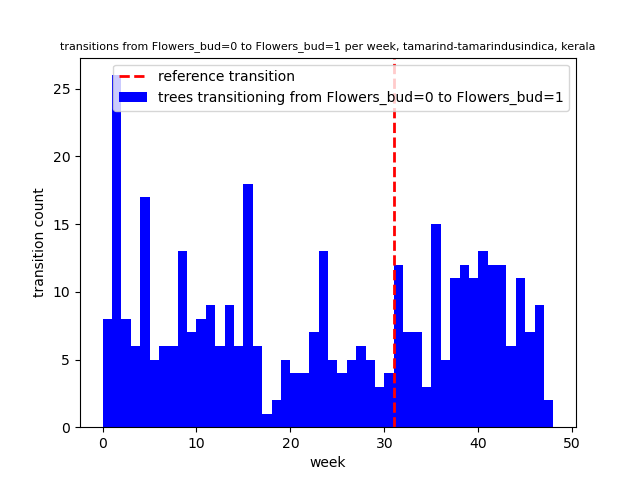 transitions from Flowers_bud=0 to Flowers_bud=1 per week, tamarind-tamarindusindica, kerala
reference transition
trees transitioning from Flowers_bud=0 to Flowers_bud=1
25
20
15
10
5
0
transition count
0 10 20 30 40 50
week